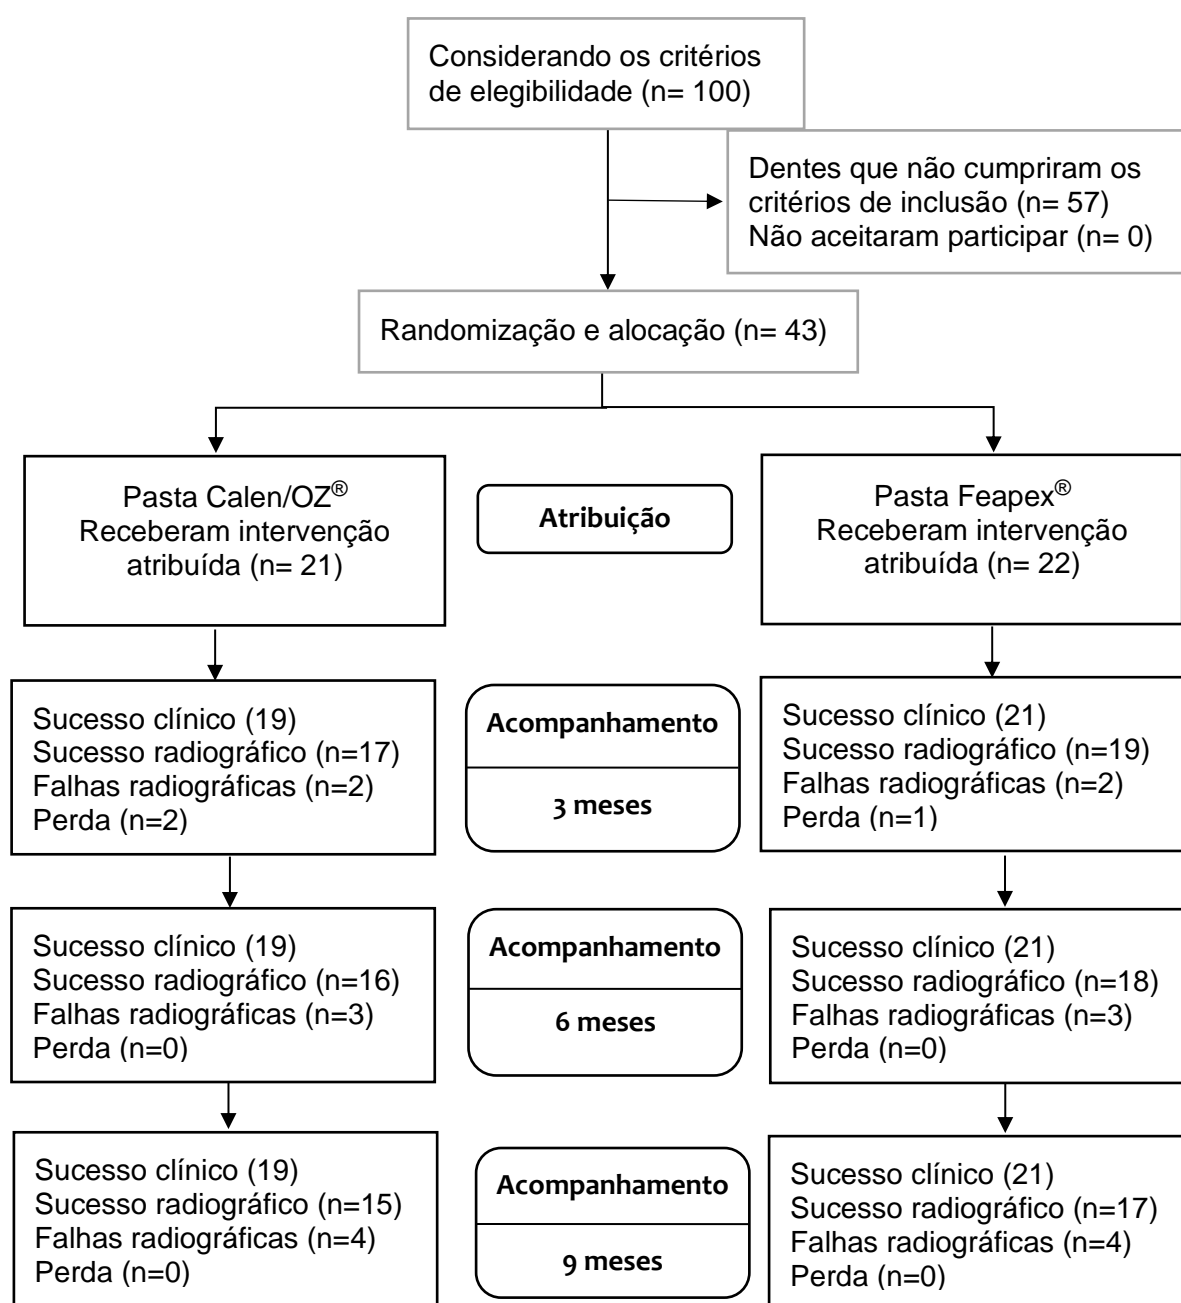 Considerando os critérios
de elegibilidade (n= 100)
Dentes que não cumpriram os
critérios de inclusão (n= 57)
Não aceitaram participar (n= 0)
Randomização e alocação (n= 43)
Pasta Calen/OZ®
Receberam intervenção
atribuída (n= 21)
Atribuição
Pasta Feapex®
Receberam intervenção
atribuída (n= 22)
Sucesso clínico (19)
Sucesso radiográfico (n=17)
Falhas radiográficas (n=2)
Perda (n=2)
Acompanhamento
3 meses
Sucesso clínico (21)
Sucesso radiográfico (n=19)
Falhas radiográficas (n=2)
Perda (n=1)
Sucesso clínico (19)
Sucesso radiográfico (n=16)
Falhas radiográficas (n=3)
Perda (n=0)
Acompanhamento
6 meses
Sucesso clínico (21)
Sucesso radiográfico (n=18)
Falhas radiográficas (n=3)
Perda (n=0)
Sucesso clínico (19)
Sucesso radiográfico (n=15)
Falhas radiográficas (n=4)
Perda (n=0)
Acompanhamento
9 meses
Sucesso clínico (21)
Sucesso radiográfico (n=17)
Falhas radiográficas (n=4)
Perda (n=0)